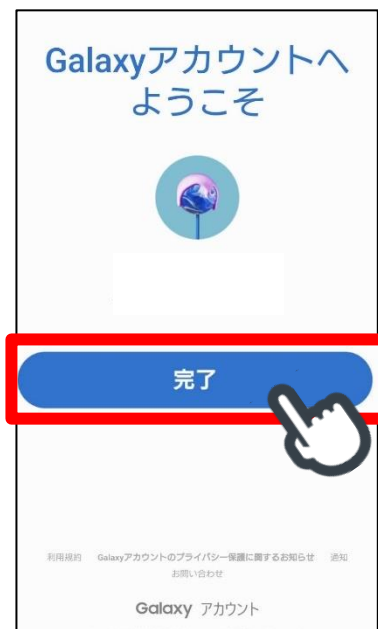 Galaxyアカウントへ
ようこそ
完了
利用規約 Galaxyアカウントのプライバシー保護に関するお知らせ 通知
お問い合わせ
Galaxy アカウント